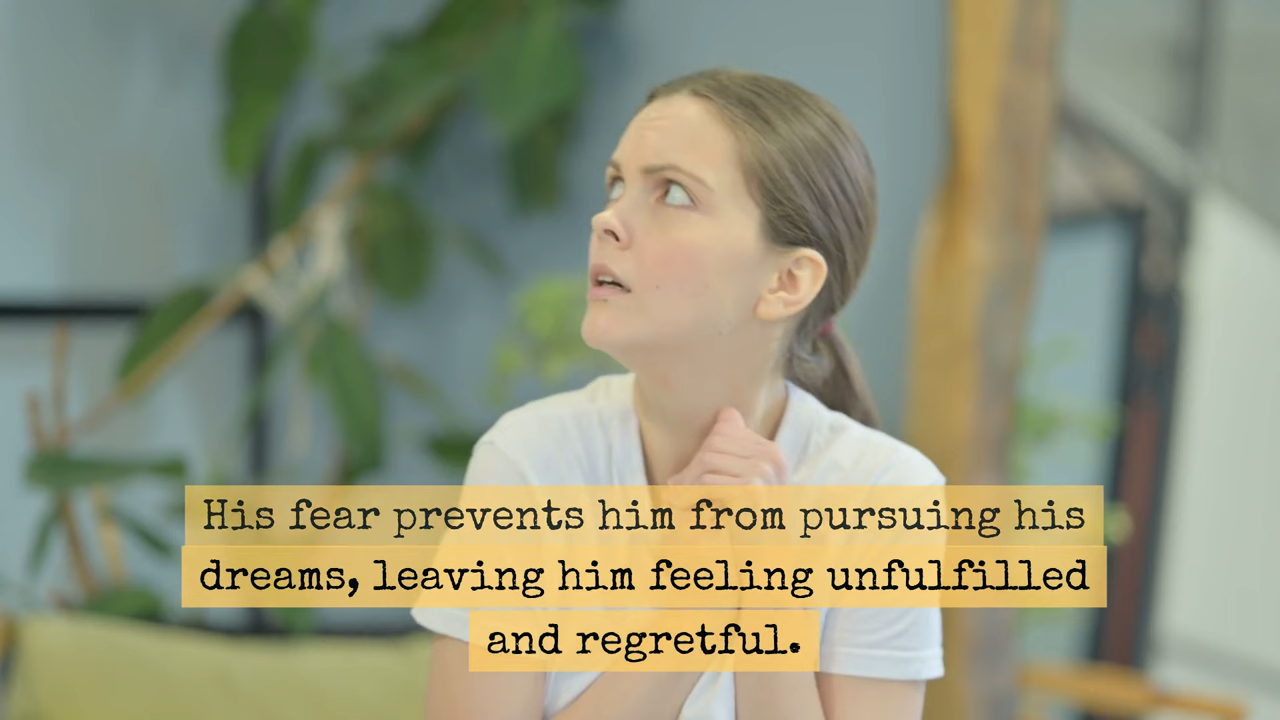 His fear prevents him from pursuing his
dreams, leaving him feeling unfulfilled
and regretful.